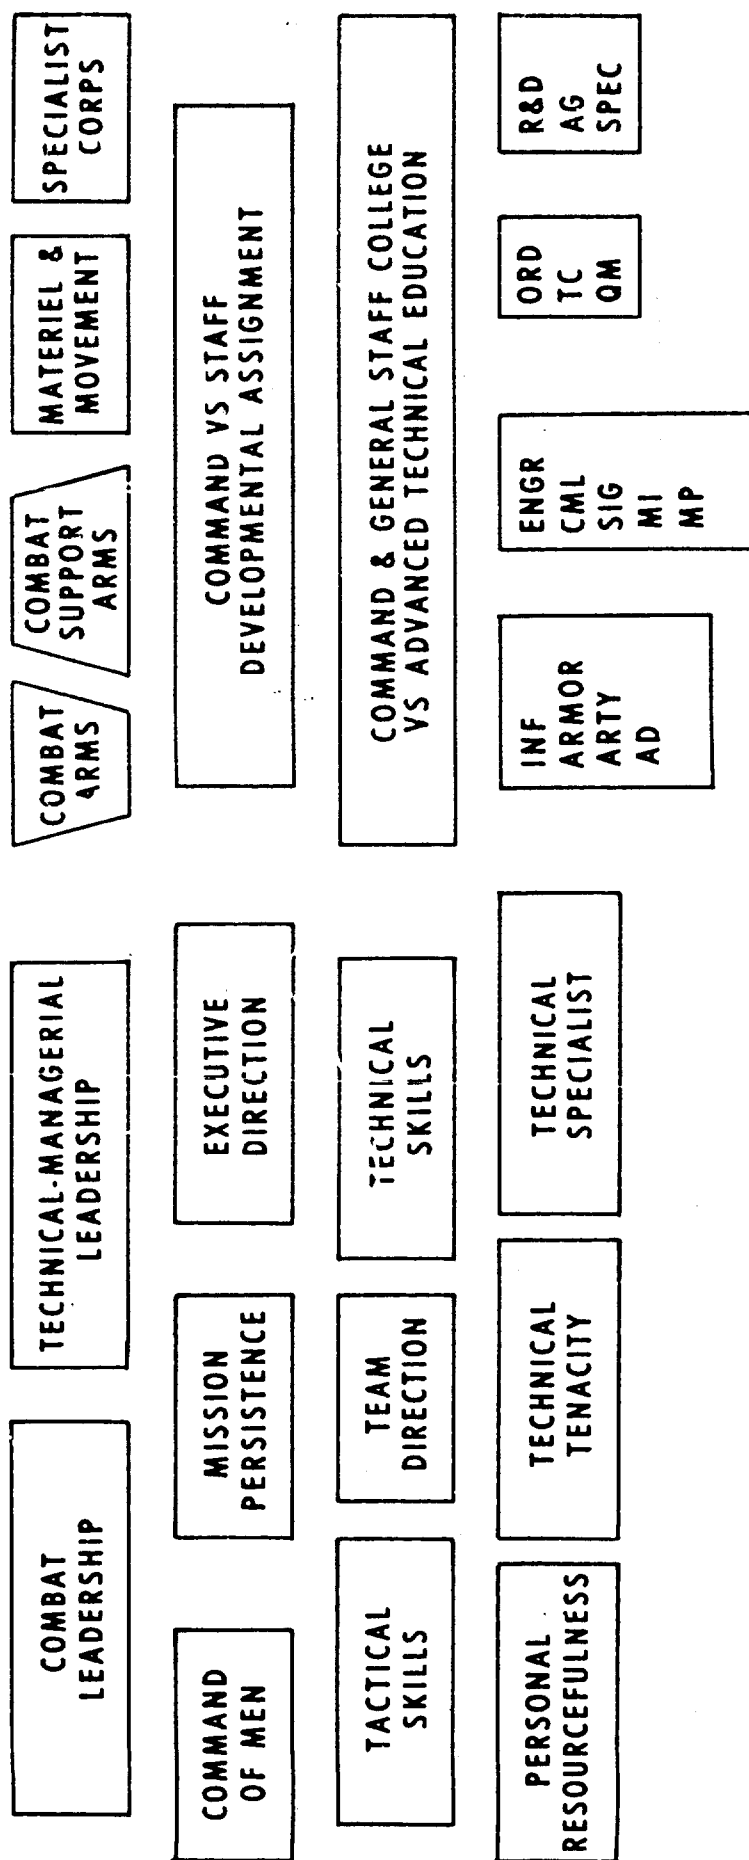 COMBAT
LEADERSHIP
TECHNICAL-MANAGERIAL
LEADERSHIP
COMBAT
ARMS
COMBAT
SUPPORT
ARMS
MATERIEL &
MOVEMENT
SPECIALIST
CORPS
COMMAND
OF MEN
MISSION
PERSISTENCE
EXECUTIVE
DIRECTION
COMMAND VS STAFF
DEVELOPMENTAL ASSIGNMENT
TACTICAL
SKILLS
TEAM
DIRECTION
TECHNICAL
SKILLS
COMMAND & GENERAL STAFF COLLEGE
VS ADVANCED TECHNICAL EDUCATION
PERSONAL
RESOURCEFULNESS
TECHNICAL
TENACITY
TECHNICAL
SPECIALIST
INF
ARMOR
ARTY
AD
ENGR
CML
SIG
MI
MP
ORD
TC
QM
R&D
AG
SPEC